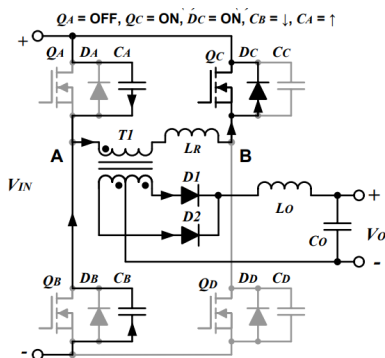 QA = OFF, QC = ON, DC = ON, CB = ↓, CA = ↑
+
QA DA CA
QC DC CC
A
T1
LR
B
VIN
D1
D2
LO
+
CO
VO
-
QB DB CB
QD DD CD
-